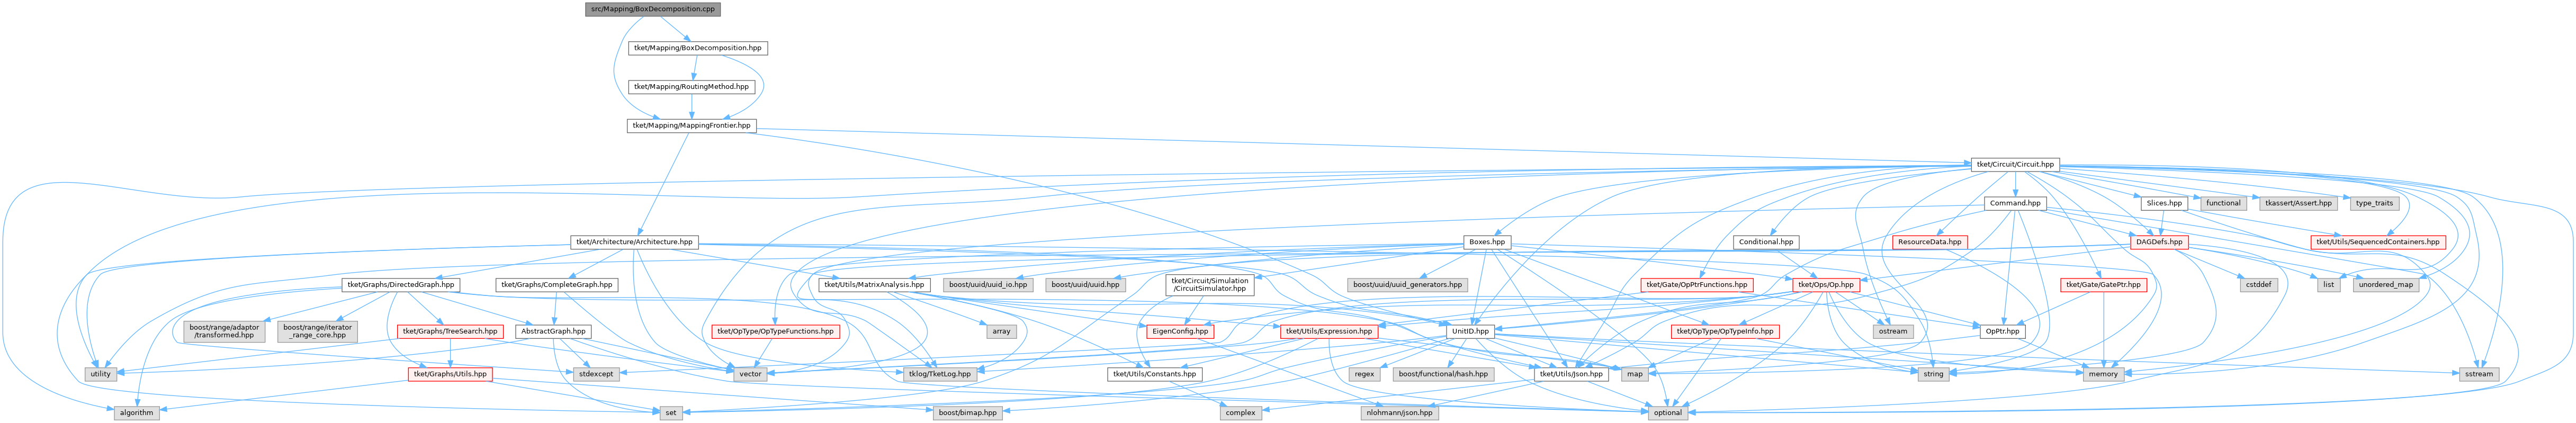 src/Mapping/BoxDecomposition.cpp
tket/Mapping/BoxDecomposition.hpp
tket/Mapping/RoutingMethod.hpp
tket/Mapping/MappingFrontier.hpp
tket/Circuit/Circuit.hpp
Command.hpp
Slices.hpp
functional
tkassert/Assert.hpp
type_traits
tket/Architecture/Architecture.hpp
Boxes.hpp
Conditional.hpp
ResourceData.hpp
DAGDefs.hpp
tket/Utils/SequencedContainers.hpp
tket/Graphs/DirectedGraph.hpp
tket/Graphs/CompleteGraph.hpp
tket/Utils/MatrixAnalysis.hpp
boost/uuid/uuid_io.hpp
boost/uuid/uuid.hpp
tket/Circuit/Simulation
/CircuitSimulator.hpp
boost/uuid/uuid_generators.hpp
tket/Gate/OpPtrFunctions.hpp
tket/Ops/Op.hpp
tket/Gate/GatePtr.hpp
cstddef
list
unordered_map
boost/range/adaptor
/transformed.hpp
boost/range/iterator
_range_core.hpp
tket/Graphs/TreeSearch.hpp
AbstractGraph.hpp
tket/OpType/OpTypeFunctions.hpp
array
EigenConfig.hpp
tket/Utils/Expression.hpp
UnitID.hpp
tket/OpType/OpTypeInfo.hpp
ostream
OpPtr.hpp
utility
tket/Graphs/Utils.hpp
stdexcept
vector
tklog/TketLog.hpp
tket/Utils/Constants.hpp
regex
boost/functional/hash.hpp
tket/Utils/Json.hpp
map
string
memory
sstream
algorithm
set
boost/bimap.hpp
complex
nlohmann/json.hpp
optional